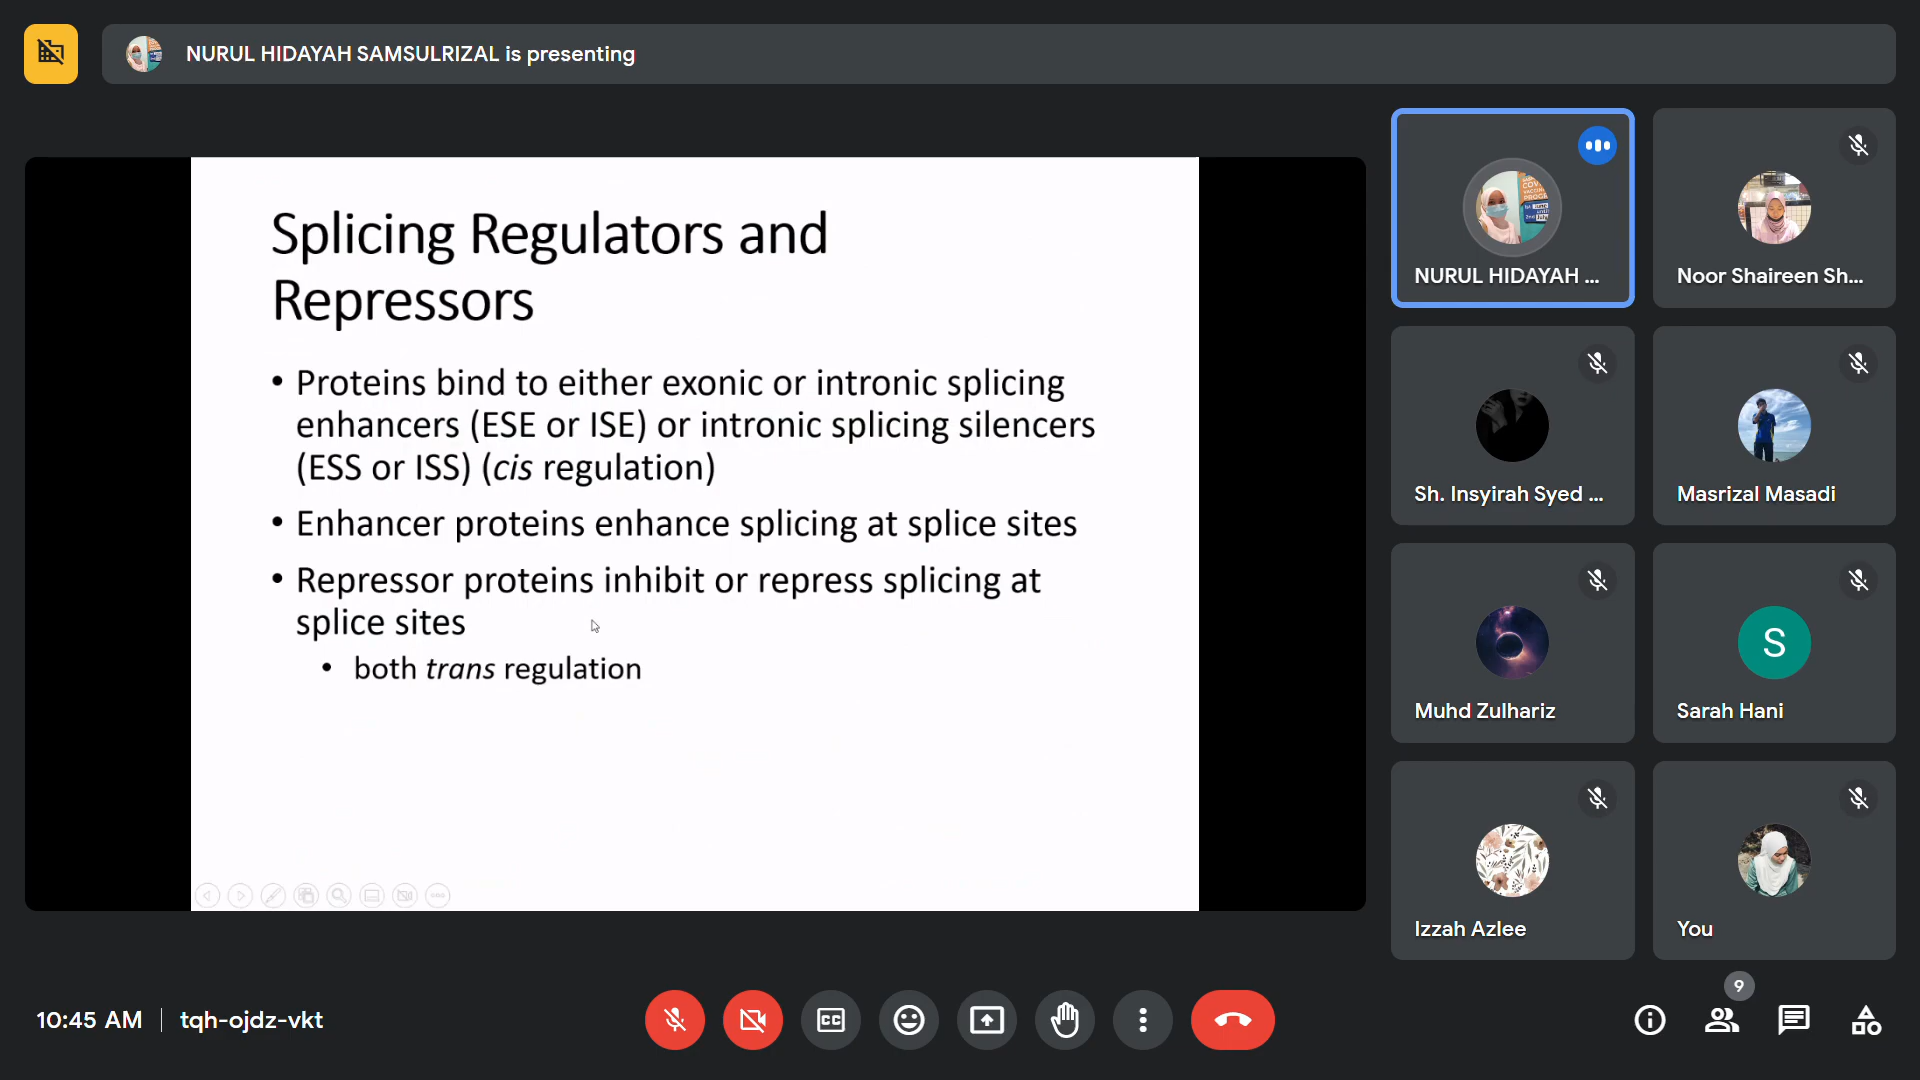 NURUL HIDAYAH SAMSULRIZAL is presenting
Splicing Regulators and
Repressors
• Proteins bind to either exonic or intronic splicing
enhancers (ESE or ISE) or intronic splicing silencers
(ESS or ISS) (cis regulation)
• Enhancer proteins enhance splicing at splice sites
• Repressor proteins inhibit or repress splicing at
splice sites
• both trans regulation
NURUL HIDAYAH ...
Noor Shaireen Sh...
Sh. Insyirah Syed ...
Masrizal Masadi
Muhd Zulhariz
S
Sarah Hani
Izzah Azlee
You
10:45 AM | tqh-ojdz-vkt
CC
9